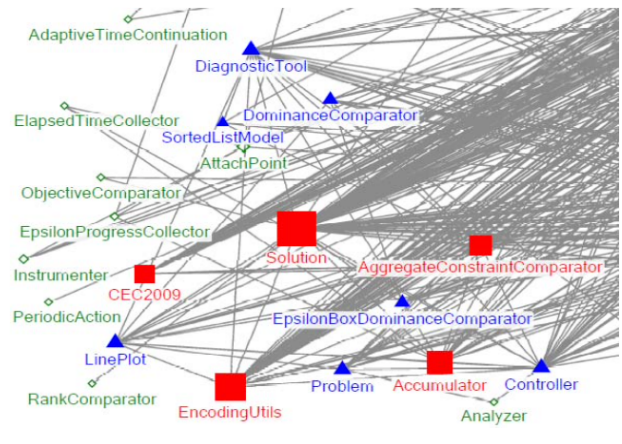 AdaptiveTimeContinuation
DiagnosticTool
ElapsedTimeCollector
DominanceComparator
SortedListModel
AttachPoint
ObjectiveComparator
EpsilonProgressCollector
Solution
Instrumenter
AggregateConstraintComparator
CEC2009
PeriodicAction
EpsilonBoxDominanceComparator
LinePlot
Problem
Accumulator
Controller
RankComparator
EncodingUtils
Analyzer